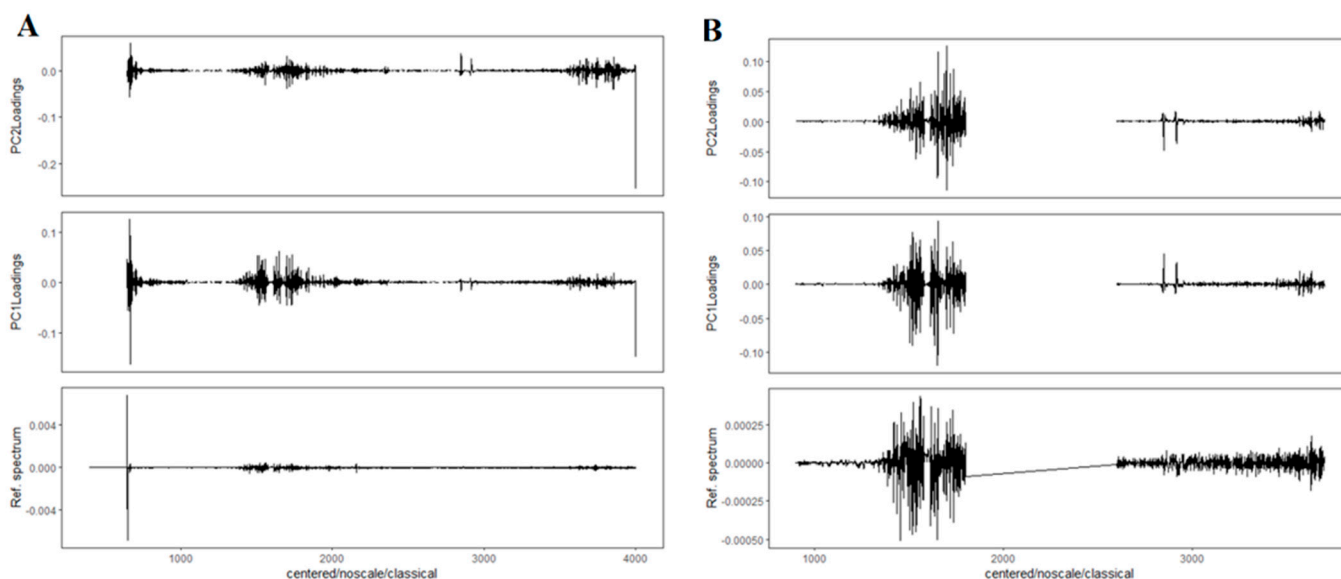 A
PC2Loadings
0.0
-0.1
-0.2
PC1Loadings
0.1
0.0
-0.1
Ref. spectrum
0.004
0.000
-0.004
1000 2000 3000 4000
centered/noscale/classical
B
PC2Loadings
0.10
0.05
0.00
-0.05
-0.10
PC1Loadings
0.10
0.05
0.00
-0.05
-0.10
Ref. spectrum
0.00025
0.00000
-0.00025
-0.00050
1000 2000 3000
centered/noscale/classical